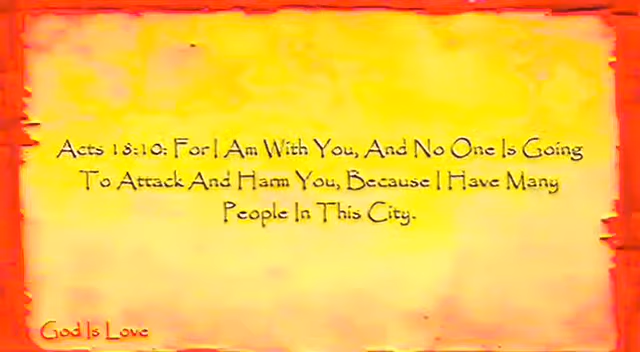 Acts 18:10: For I Am With You, And No One Is Going
To Attack And Harm You, Because I Have Many
People In This City.
God Is Love